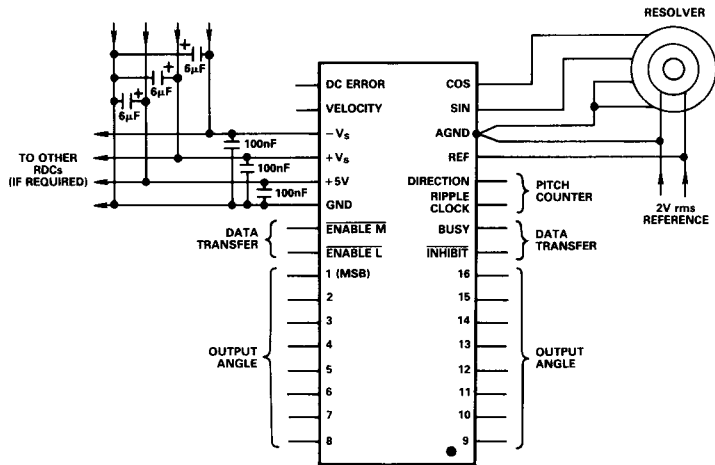 RESOLVER
6µF
6µF
6µF
DC ERROR
VELOCITY
–VS
+VS
+5V
GND
100nF
100nF
100nF
TO OTHER
RDCs
(IF REQUIRED)
DATA
TRANSFER
ENABLE M
ENABLE L
1 (MSB)
2
3
4
5
6
7
8
OUTPUT
ANGLE
COS
SIN
AGND
REF
DIRECTION
RIPPLE
CLOCK
BUSY
INHIBIT
16
15
14
13
12
11
10
9
PITCH
COUNTER
DATA
TRANSFER
OUTPUT
ANGLE
2V rms
REFERENCE